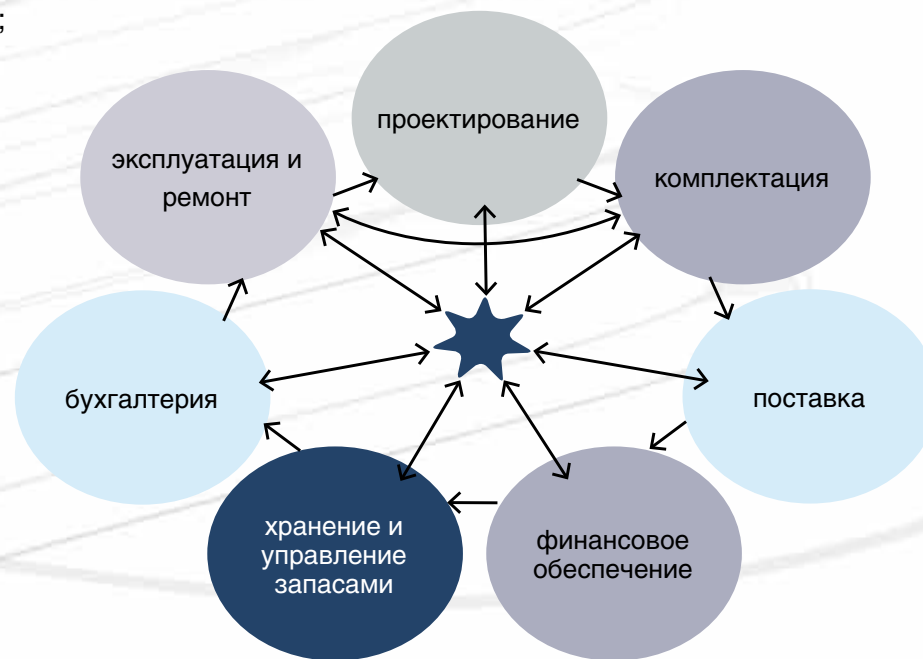 ;
проектирование
эксплуатация и
ремонт
комплектация
бухгалтерия
поставка
хранение и
управление
запасами
финансовое
обеспечение